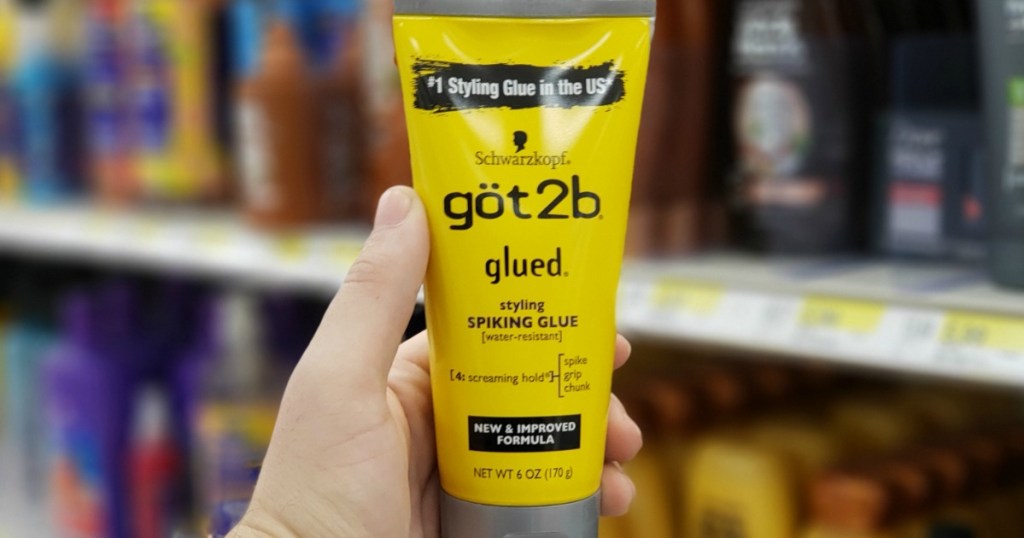 #1 Styling Glue in the US*
Schwarzkopf®
göt2b®
glued®
styling
SPIKING GLUE
[water-resistant]
[4: screaming hold*]
spike
grip
chunk
NEW & IMPROVED
FORMULA
NET WT 6 OZ (170 g)